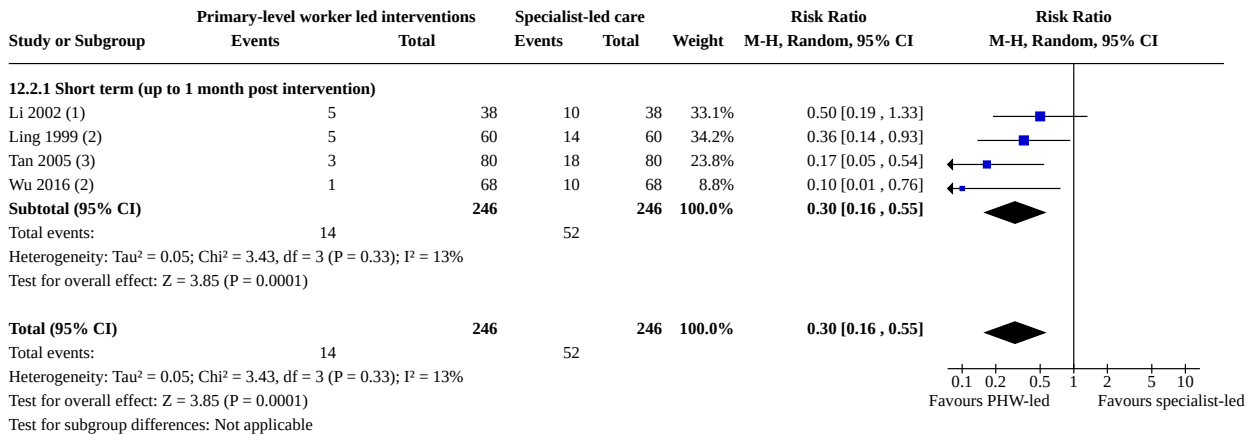 Primary-level worker led interventions Specialist-led care Risk Ratio Risk Ratio
Study or Subgroup Events Total Events Total Weight M-H, Random, 95% CI M-H, Random, 95% CI
12.2.1 Short term (up to 1 month post intervention)
Li 2002 (1) 5 38 10 38 33.1% 0.50 [0.19 , 1.33]
Ling 1999 (2) 5 60 14 60 34.2% 0.36 [0.14 , 0.93]
Tan 2005 (3) 3 80 18 80 23.8% 0.17 [0.05 , 0.54]
Wu 2016 (2) 1 68 10 68 8.8% 0.10 [0.01 , 0.76]
Subtotal (95% CI) 246 246 100.0% 0.30 [0.16 , 0.55]
Total events: 14 52
Heterogeneity: Tau² = 0.05; Chi² = 3.43, df = 3 (P = 0.33); I² = 13%
Test for overall effect: Z = 3.85 (P = 0.0001)
Total (95% CI) 246 246 100.0% 0.30 [0.16 , 0.55]
Total events: 14 52
Heterogeneity: Tau² = 0.05; Chi² = 3.43, df = 3 (P = 0.33); I² = 13%
0.1 0.2 0.5 1 2 5 10
Test for overall effect: Z = 3.85 (P = 0.0001)
Favours PHW-led Favours specialist-led
Test for subgroup differences: Not applicable